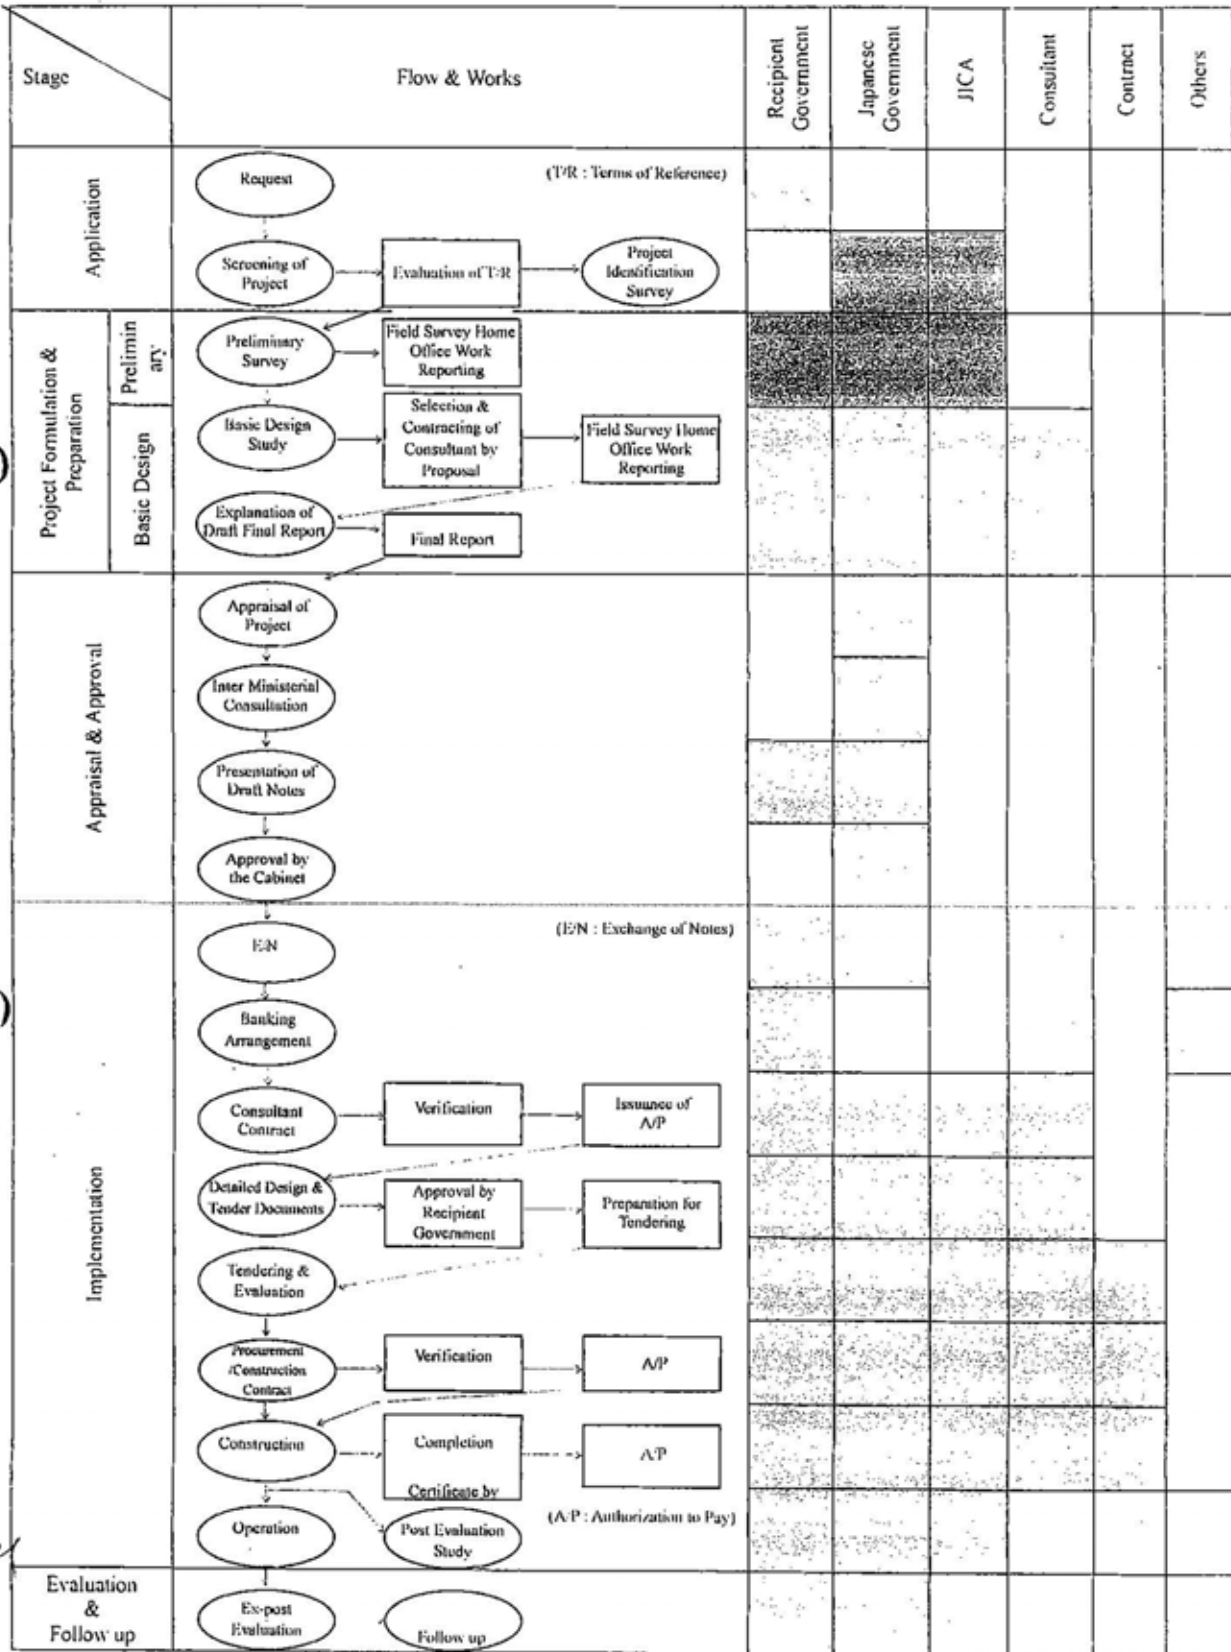 Stage
Flow & Works
Recipient
Government
Japanese
Government
JICA
Consultant
Contract
Others
Application
Request
(T/R : Terms of Reference)
Screening of
Project
Evaluation of T/R
Project
Identification
Survey
Project Formulation &
Preparation
Prelimin
ary
Preliminary
Survey
Field Survey Home
Office Work
Reporting
Basic Design
Basic Design
Study
Selection &
Contracting of
Consultant by
Proposal
Field Survey Home
Office Work
Reporting
Explanation of
Draft Final Report
Final Report
Appraisal & Approval
Appraisal of
Project
Inter Ministerial
Consultation
Presentation of
Draft Notes
Approval by
the Cabinet
Implementation
E/N
(E/N : Exchange of Notes)
Banking
Arrangement
Consultant
Contract
Verification
Issuance of
A/P
Detailed Design &
Tender Documents
Approval by
Recipient
Government
Preparation for
Tendering
Tendering &
Evaluation
Procurement
/Construction
Contract
Verification
A/P
Construction
Completion
Certificate by
A/P
(A/P : Authorization to Pay)
Operation
Post Evaluation
Study
Evaluation
&
Follow up
Ex-post
Evaluation
Follow up